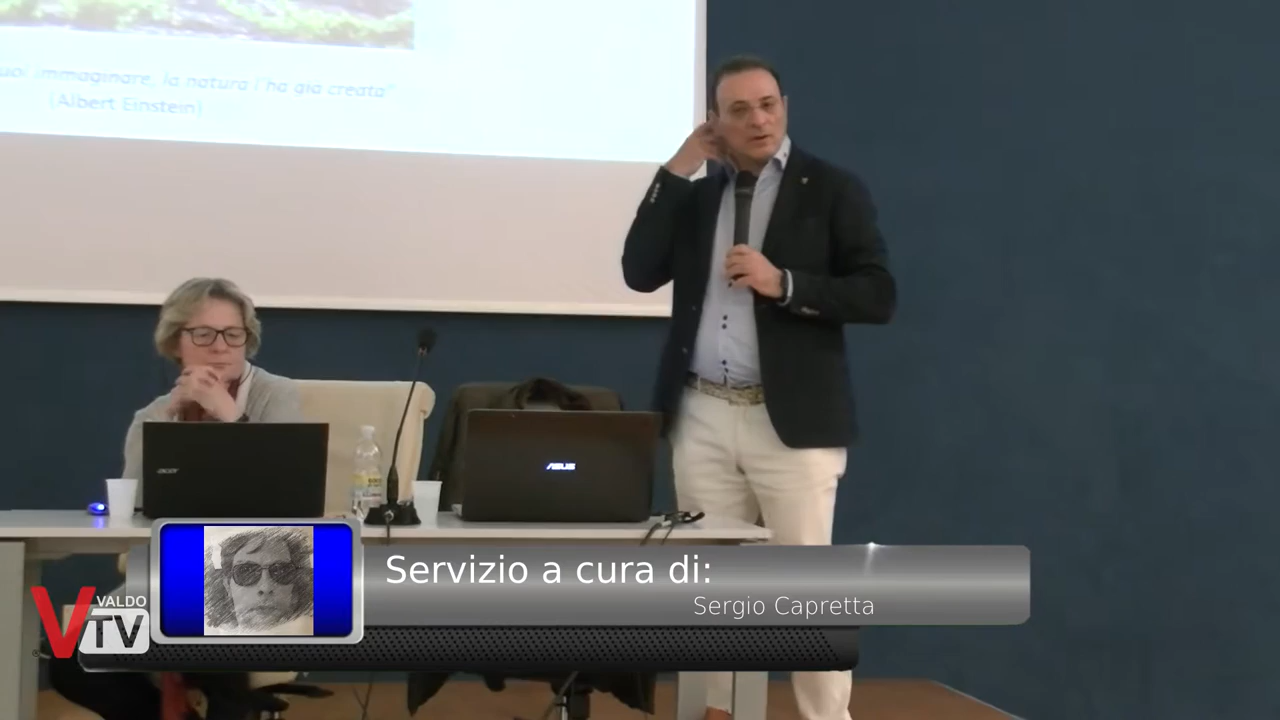 immaginare, la natura l'ha già creata".
(Albert Einstein)
acer
ASUS
Servizio a cura di:
Sergio Capretta
VALDO
TV